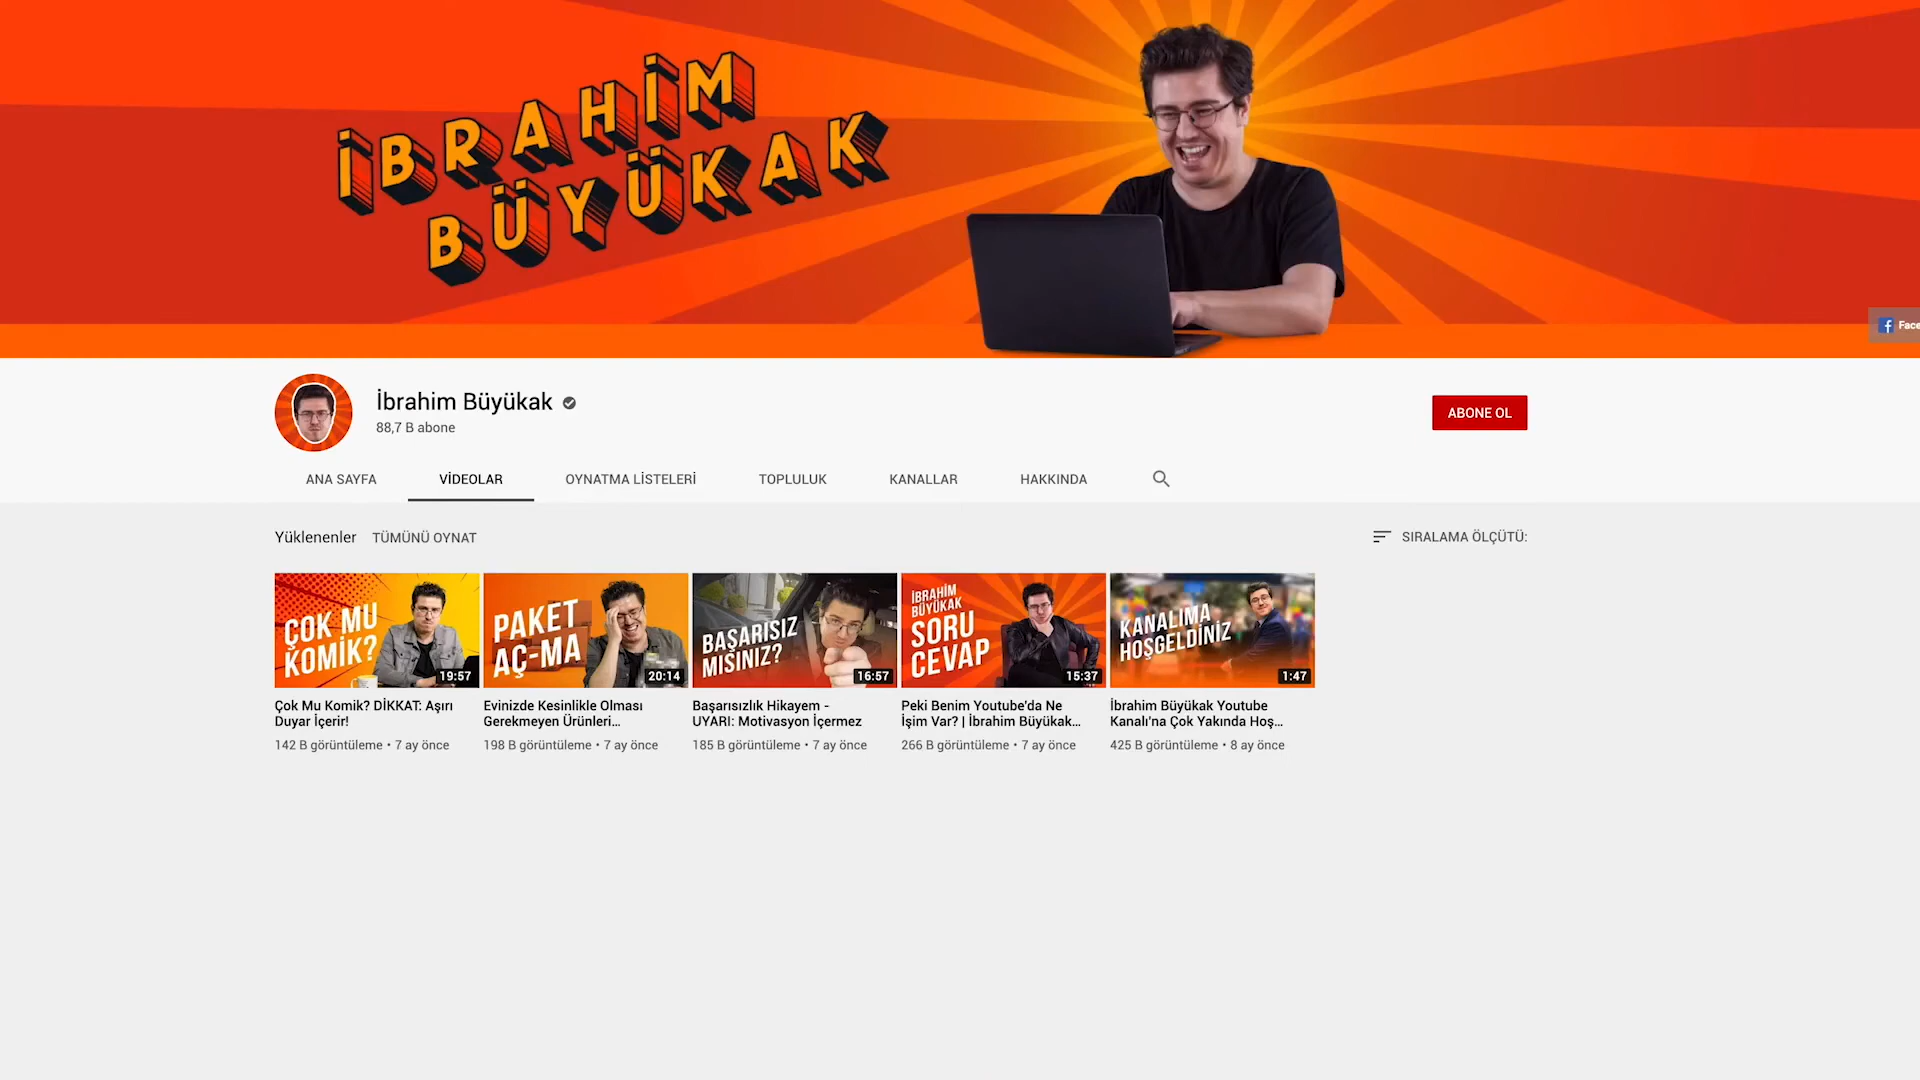 İBRAHİM
BÜYÜKAK
Face
İbrahim Büyükak
88,7 B abone
ABONE OL
ANA SAYFA
VİDEOLAR
OYNATMA LİSTELERİ
TOPLULUK
KANALLAR
HAKKINDA
Yüklenenler
TÜMÜNÜ OYNAT
SIRALAMA ÖLÇÜTÜ:
ÇOK MU
KOMİK?
19:57
Çok Mu Komik? DİKKAT: Aşırı
Duyar İçerir!
142 B görüntüleme • 7 ay önce
PAKET
AÇ-MA
20:14
Evinizde Kesinlikle Olması
Gerekmeyen Ürünleri...
198 B görüntüleme • 7 ay önce
BAŞARISIZ
MISINIZ?
16:57
Başarısızlık Hikayem -
UYARI: Motivasyon İçermez
185 B görüntüleme • 7 ay önce
İBRAHİM
BÜYÜKAK
SORU
CEVAP
15:37
Peki Benim Youtube'da Ne
İşim Var? | İbrahim Büyükak...
266 B görüntüleme • 7 ay önce
KANALIMA
HOŞGELDİNİZ
1:47
İbrahim Büyükak Youtube
Kanalı'na Çok Yakında Hoş...
425 B görüntüleme • 8 ay önce